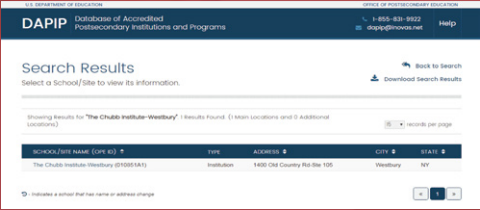 U.S. DEPARTMENT OF EDUCATION OFFICE OF POSTSECONDARY EDUCATION
DAPIP Database of Accredited Postsecondary Institutions and Programs
1-855-831-9922
dapip@inovas.net
Help
Search Results
Select a School/Site to view its information.
Back to Search
Download Search Results
Showing Results for "The Chubb Institute-Westbury" 1 Results Found. (1 Main Locations and 0 Additional
Locations)
records per page
SCHOOL/SITE NAME (OPE ID) TYPE ADDRESS CITY STATE
The Chubb Institute-Westbury Institution 1400 Old Country Rd-Ste 105 Westbury NY
- Indicates a school that has name or address change
« 1 »